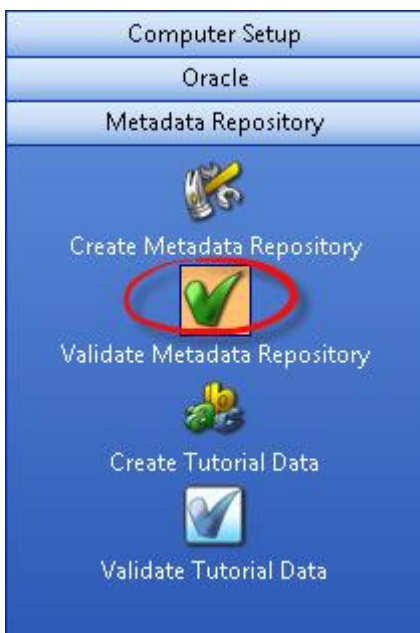 Computer Setup
Oracle
Metadata Repository
Create Metadata Repository
Validate Metadata Repository
Create Tutorial Data
Validate Tutorial Data